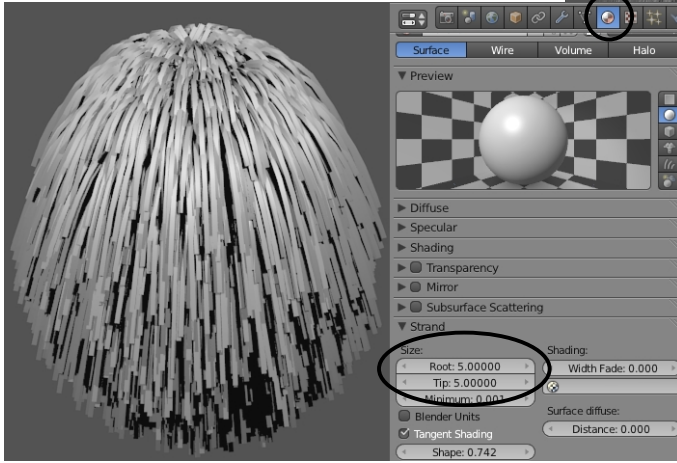 Surface Wire Volume Halo
Preview
Diffuse
Specular
Shading
Transparency
Mirror
Subsurface Scattering
Strand
Size: Shading:
Root: 5.00000 Width Fade: 0.000
Tip: 5.00000
Minimum: 0.001
Blender Units Surface diffuse:
Tangent Shading Distance: 0.000
Shape: 0.742